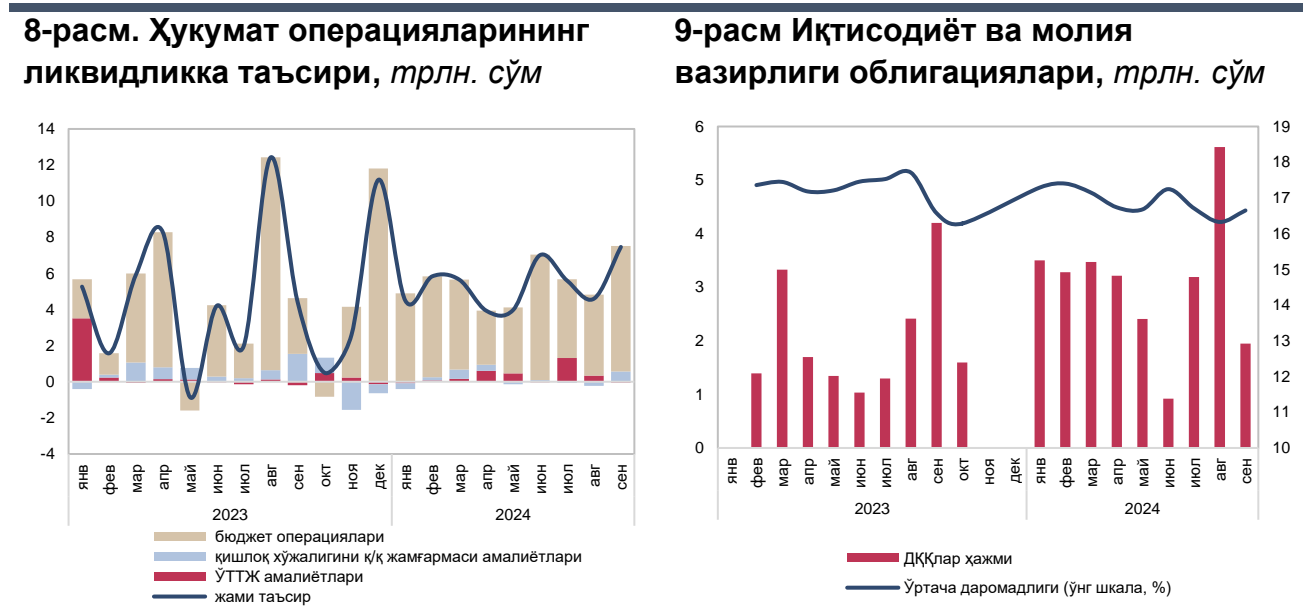 8-расм. Ҳукумат операцияларининг
ликвидликка таъсири, трлн. сўм
14
12
10
8
6
4
2
0
-2
-4
янв
фев
мар
апр
май
июн
июл
авг
сен
окт
ноя
дек
янв
фев
мар
апр
май
июн
июл
авг
сен
2023
2024
бюджет операциялари
қишлоқ хўжалигини қ/қ жамғармаси амалиётлари
ЎТТЖ амалиётлари
жами таъсир
9-расм Иқтисодиёт ва молия
вазирлиги облигациялари, трлн. сўм
6
5
4
3
2
1
0
19
18
17
16
15
14
13
12
11
10
янв
фев
мар
апр
май
июн
июл
авг
сен
окт
ноя
дек
янв
фев
мар
апр
май
июн
июл
авг
сен
2023
2024
ДҚҚлар ҳажми
Ўртача даромадлиги (ўнг шкала, %)